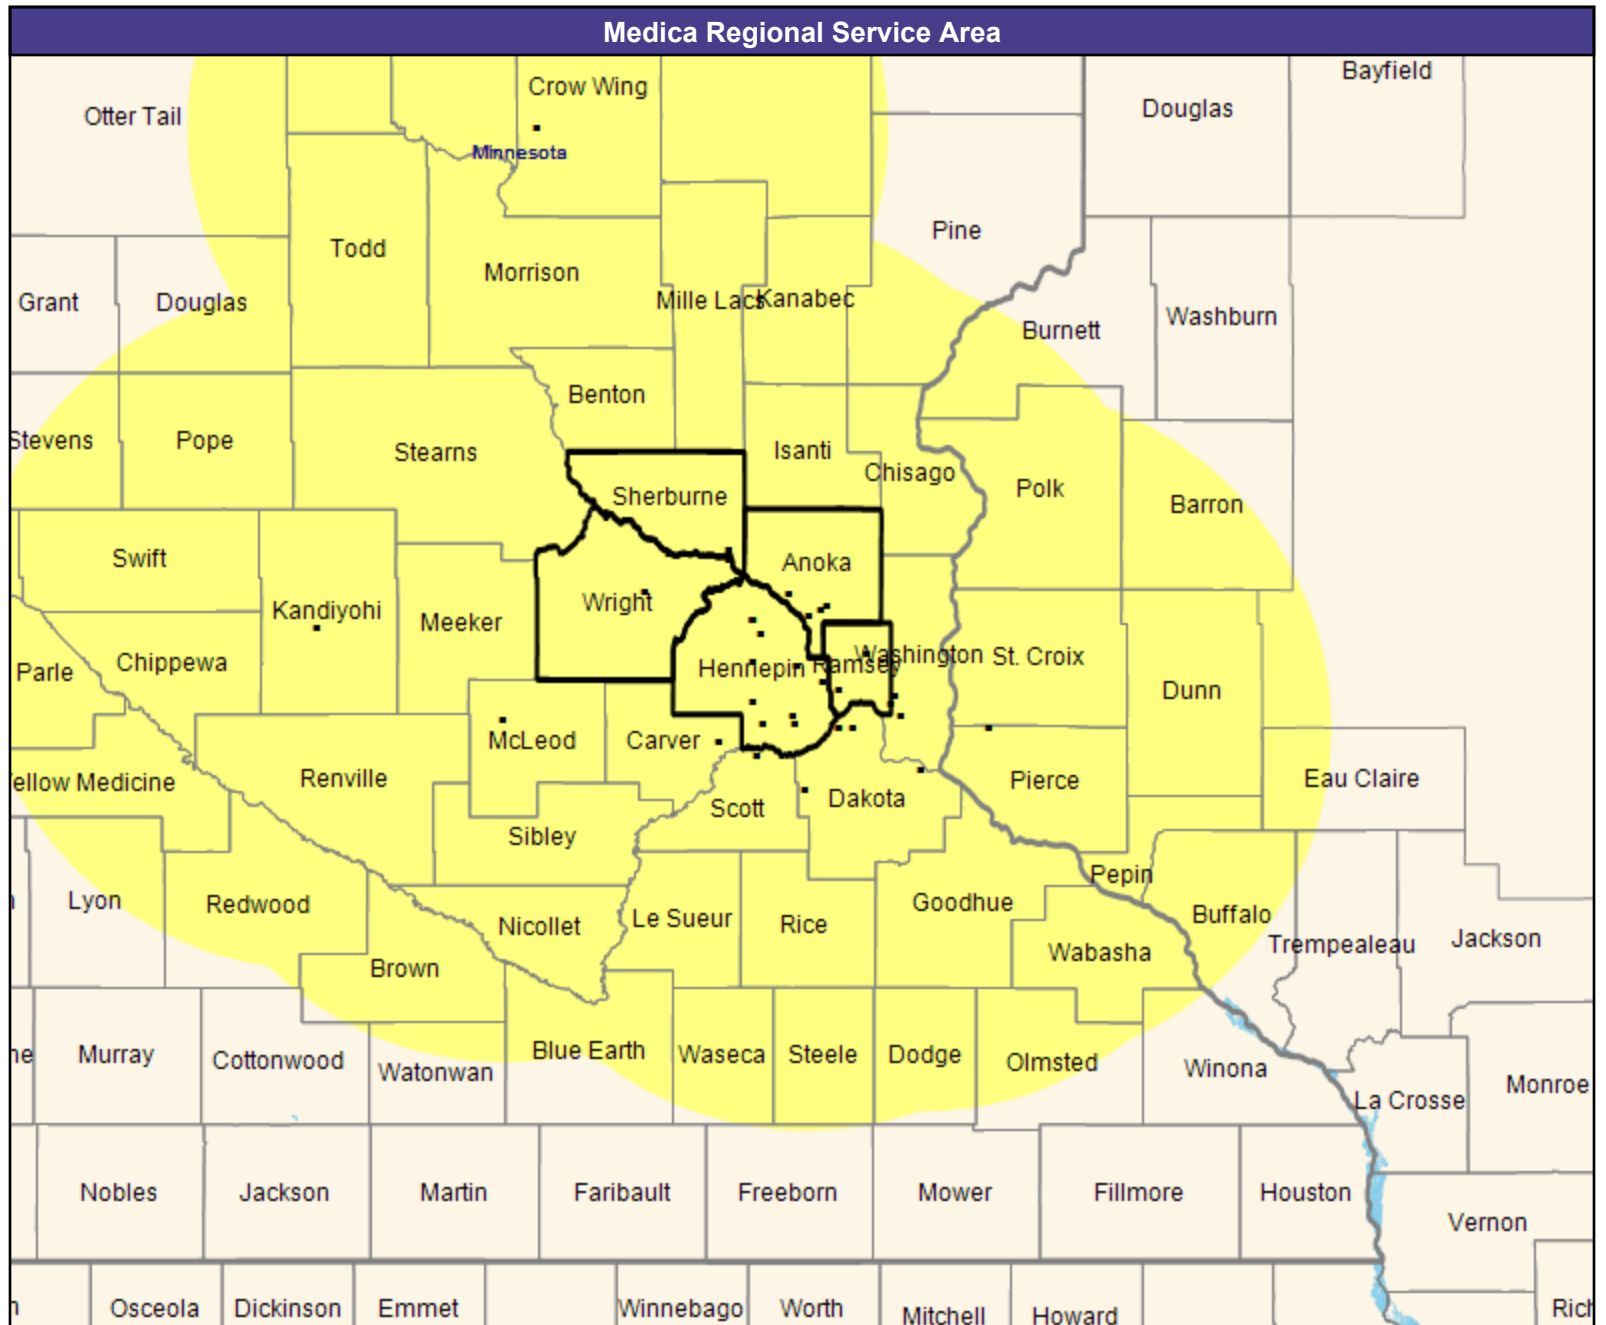 Medica Regional Service Area
Bayfield
Crow Wing
Douglas
Otter Tail
Minnesota
Pine
Todd
Morrison
Grant
Douglas
Mille Lacs
Kanabec
Washburn
Burnett
Benton
Stevens
Pope
Stearns
Isanti
Chisago
Polk
Sherburne
Barron
Swift
Anoka
Wright
Kandiyohi
Meeker
Parle
Chippewa
Hennepin
Ramsey
Washington
St. Croix
Dunn
McLeod
Carver
Renville
ellow Medicine
Eau Claire
Pierce
Dakota
Scott
Sibley
Pepin
Lyon
Redwood
Goodhue
Nicollet
Le Sueur
Rice
Buffalo
Trempealeau
Jackson
Wabasha
Brown
ne
Murray
Cottonwood
Watonwan
Blue Earth
Waseca
Steele
Dodge
Olmsted
Winona
Monroe
La Crosse
Nobles
Jackson
Martin
Faribault
Freeborn
Mower
Fillmore
Houston
Vernon
Osceola
Dickinson
Emmet
Winnebago
Worth
Mitchell
Howard
Rich